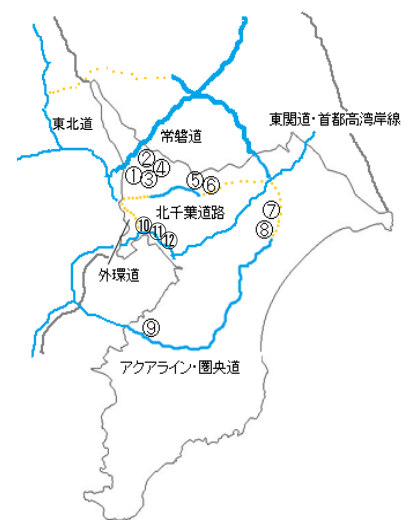 東北道
常磐道
東関道・首都高湾岸線
②
①
③
④
⑤
⑥
北千葉道路
⑦
⑧
⑩
⑪
⑫
外環道
⑨
アクアライン・圏央道